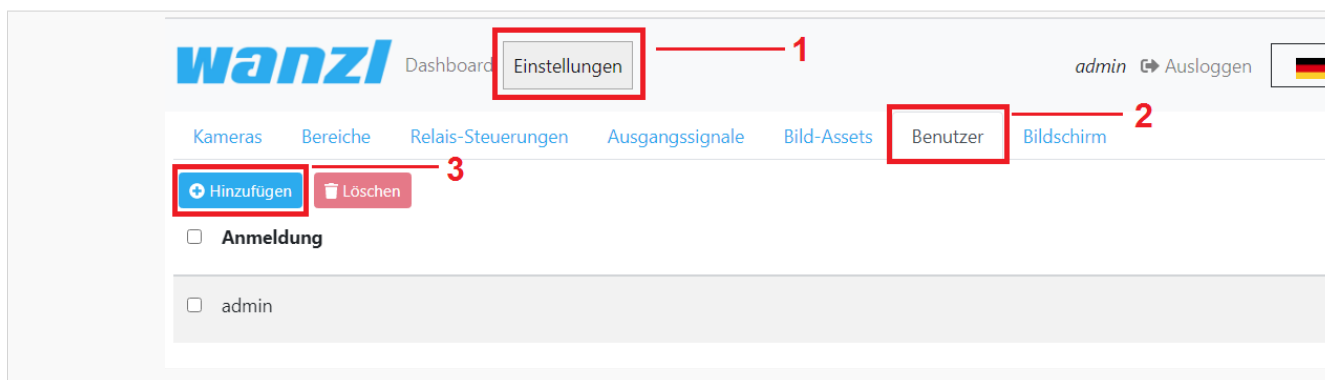 wanzl Dashboard Einstellungen 1 admin Ausloggen
Kameras Bereiche Relais-Steuerungen Ausgangssignale Bild-Assets Benutzer 2 Bildschirm
Hinzufügen Löschen 3
Anmeldung
admin